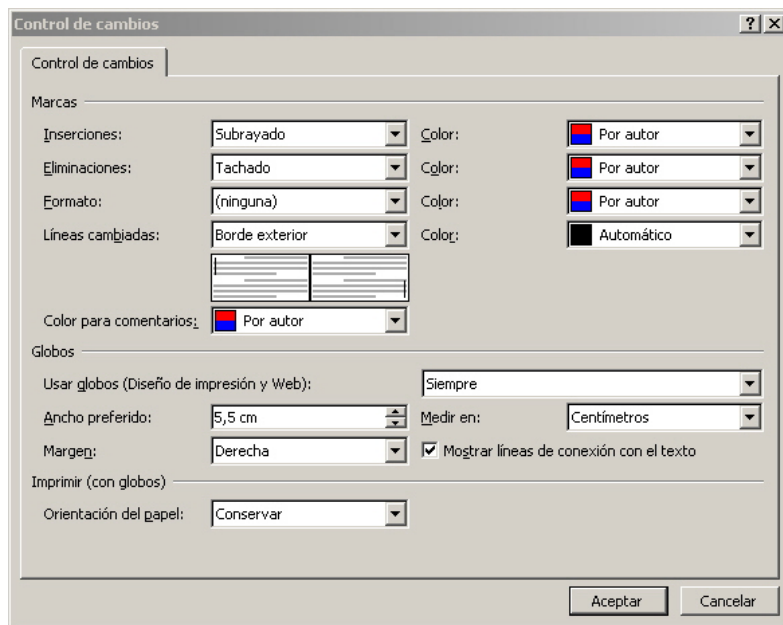 Control de cambios
Control de cambios
Marcas
Inserciones: Subrayado Color: Por autor
Eliminaciones: Tachado Color: Por autor
Formato: (ninguna) Color: Por autor
Líneas cambiadas: Borde exterior Color: Automático
Color para comentarios: Por autor
Globos
Usar globos (Diseño de impresión y Web): Siempre
Ancho preferido: 5,5 cm Medir en: Centímetros
Margen: Derecha Mostrar líneas de conexión con el texto
Imprimir (con globos)
Orientación del papel: Conservar
Aceptar Cancelar